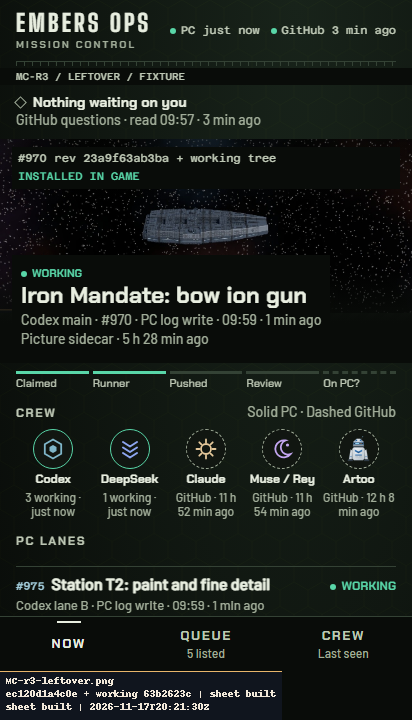 EMBERS OPS
MISSION CONTROL
PC just now
GitHub 3 min ago
MC-R3 / LEFTOVER / FIXTURE
Nothing waiting on you
GitHub questions · read 09:57 · 3 min ago
#970 rev 23a9f63ab3ba + working tree
INSTALLED IN GAME
WORKING
Iron Mandate: bow ion gun
Codex main · #970 · PC log write · 09:59 · 1 min ago
Picture sidecar · 5 h 28 min ago
Claimed
Runner
Pushed
Review
On PC?
CREW
Solid PC · Dashed GitHub
Codex
DeepSeek
Claude
Muse / Rey
Artoo
3 working · just now
1 working · just now
GitHub · 11 h 52 min ago
GitHub · 11 h 54 min ago
GitHub · 12 h 8 min ago
PC LANES
#975 Station T2: paint and fine detail
WORKING
Codex lane B · PC log write · 09:59 · 1 min ago
NOW
QUEUE
5 listed
CREW
Last seen
MC-r3-leftover.png
ec120d1a4c0e + working 63b2623c | sheet built
sheet built | 2026-11-17T20:21:30Z